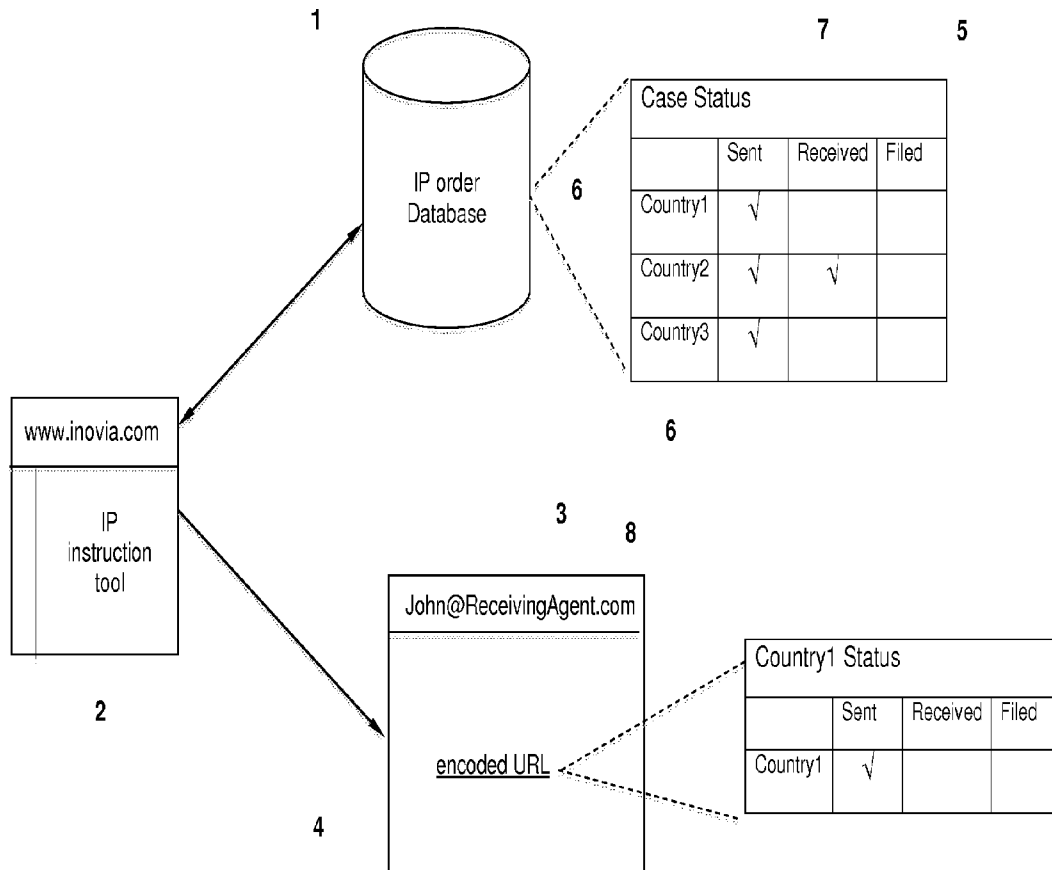 1
7 5
IP order
Database
6
Case Status
Sent Received Filed
Country1 √
Country2 √ √
Country3 √
6
www.inovia.com
IP
instruction
tool
2
3
8
John@ReceivingAgent.com
encoded URL
4
Country1 Status
Sent Received Filed
Country1 √